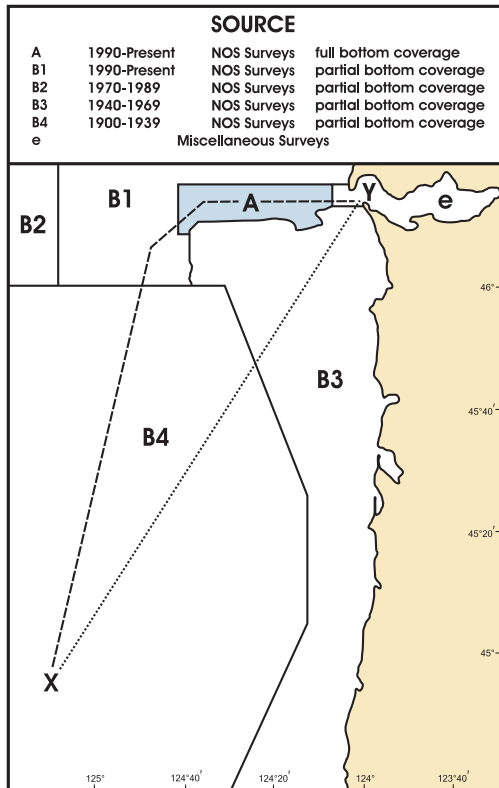 SOURCE
A 1990-Present NOS Surveys full bottom coverage
B1 1990-Present NOS Surveys partial bottom coverage
B2 1970-1989 NOS Surveys partial bottom coverage
B3 1940-1969 NOS Surveys partial bottom coverage
B4 1900-1939 NOS Surveys partial bottom coverage
e Miscellaneous Surveys
B1
A
Y
e
B2
46°
B3
45°40′
B4
45°20′
45°
X
125° 124°40′ 124°20′ 124° 123°40′